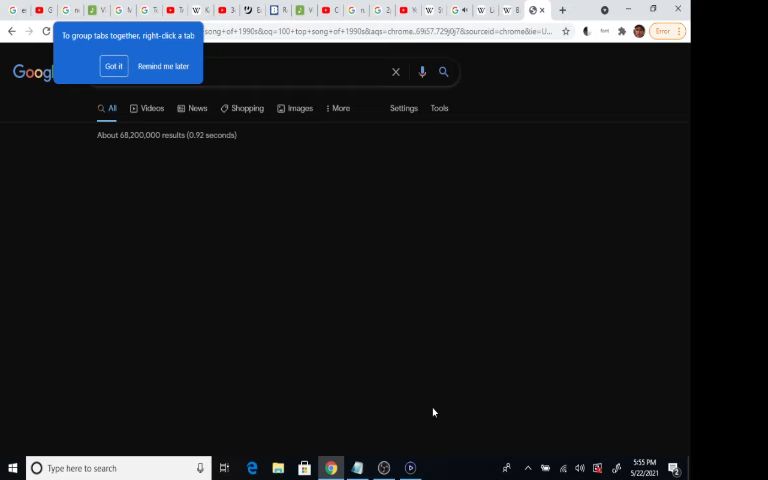 To group tabs together, right-click a tab
Got it
Remind me later
song+of+1990s&oq=100+top+song+of+1990s&aqs=chrome..69i57.729j0j7&sourceid=chrome&ie=U...
Error
Goog
All
Videos
News
Shopping
Images
More
Settings
Tools
About 68,200,000 results (0.92 seconds)
Type here to search
5:55 PM
5/22/2021